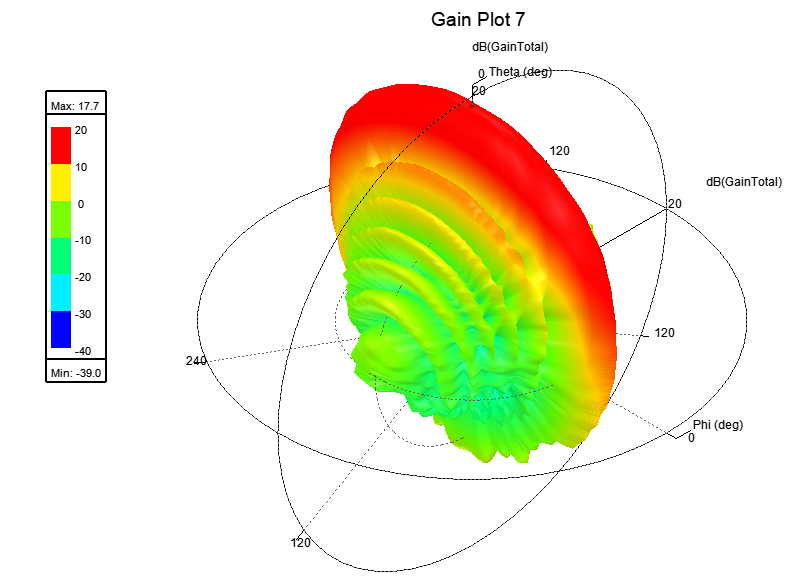 Gain Plot 7
dB(GainTotal)
0 Theta (deg)
20
Max: 17.7
20
10
0
-10
-20
-30
-40
Min: -39.0
120
dB(GainTotal)
20
120
240
Phi (deg)
0
120